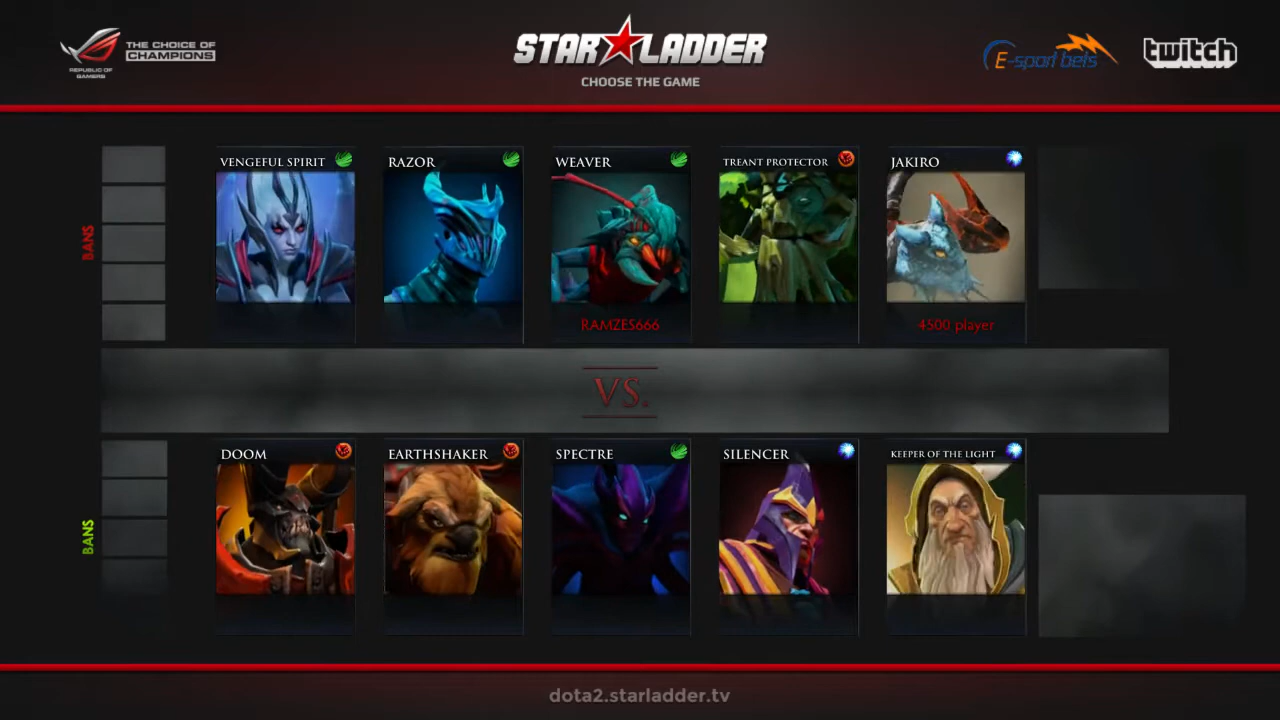 REPUBLIC OF
GAMERS
THE CHOICE OF
CHAMPIONS
STAR LADDER
CHOOSE THE GAME
E-sport bets
twitch
BANS
VENGEFUL SPIRIT
RAZOR
WEAVER
TREANT PROTECTOR
JAKIRO
RAMZES666
4500 player
VS.
BANS
DOOM
EARTHSHAKER
SPECTRE
SILENCER
KEEPER OF THE LIGHT
dota2.starladder.tv